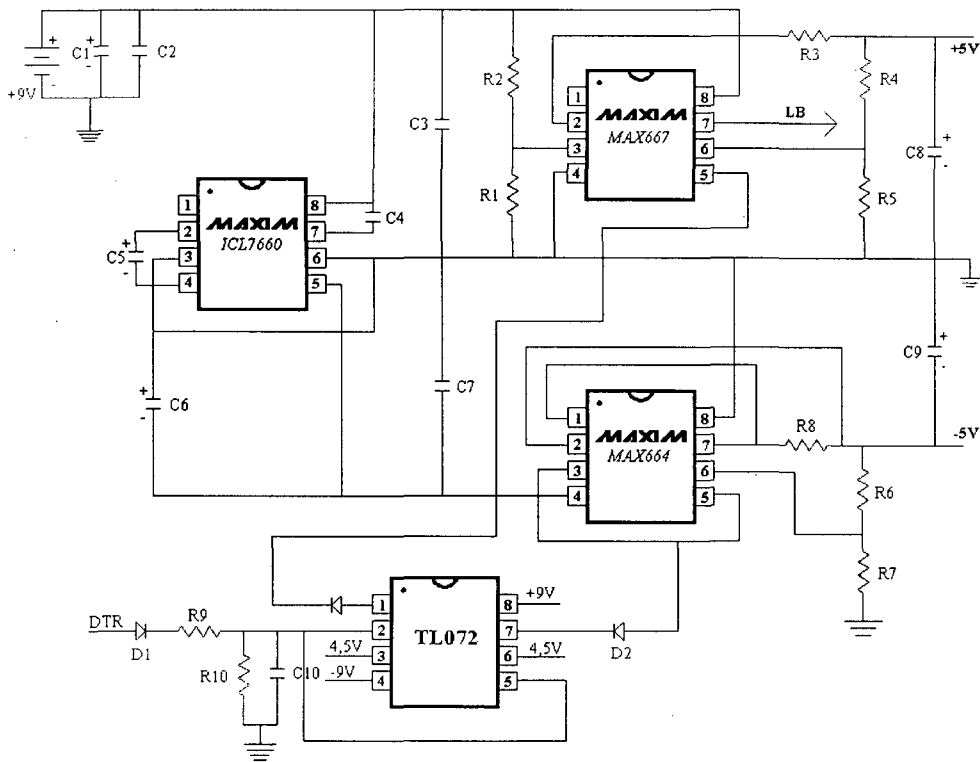 +9V
C1
+
-
C2
+
-
C3
R2
R1
1
2
3
4
MAXIM
MAX667
8
7
6
5
LB
R3
+5V
R4
R5
C8
+
-
1
2
3
4
MAXIM
ICL7660
8
7
6
5
C4
C5
+
-
C6
+
-
C7
C9
+
-
1
2
3
4
MAXIM
MAX664
8
7
6
5
R8
-5V
R6
R7
DTR
D1
R9
R10
C10
4,5V
-9V
1
2
3
4
TL072
8
7
6
5
+9V
4,5V
D2